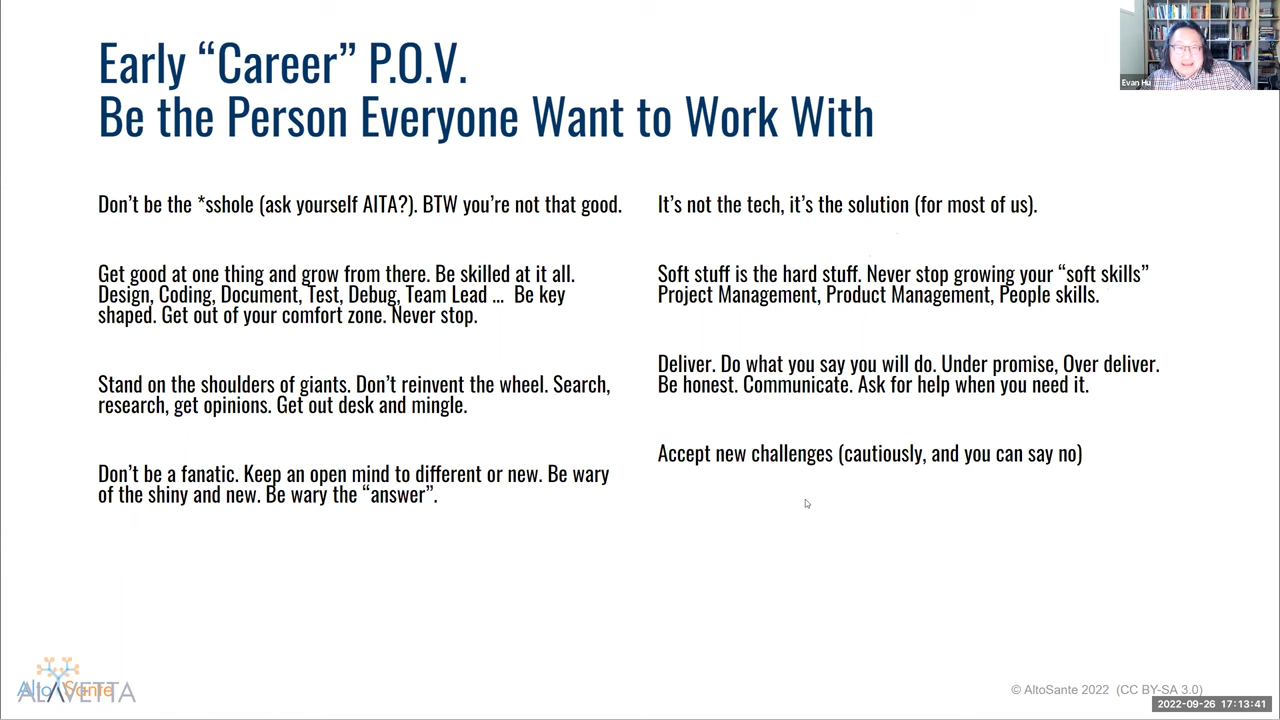 Early “Career” P.O.V.
Be the Person Everyone Want to Work With
Don’t be the *sshole (ask yourself AITA?). BTW you’re not that good.
Get good at one thing and grow from there. Be skilled at it all.
Design, Coding, Document, Test, Debug, Team Lead ... Be key
shaped. Get out of your comfort zone. Never stop.
Stand on the shoulders of giants. Don’t reinvent the wheel. Search,
research, get opinions. Get out desk and mingle.
Don’t be a fanatic. Keep an open mind to different or new. Be wary
of the shiny and new. Be wary the “answer”.
It’s not the tech, it’s the solution (for most of us).
Soft stuff is the hard stuff. Never stop growing your “soft skills”
Project Management, Product Management, People skills.
Deliver. Do what you say you will do. Under promise, Over deliver.
Be honest. Communicate. Ask for help when you need it.
Accept new challenges (cautiously, and you can say no)
Evan Hu
AltoSante
ALAVETTA
© AltoSante 2022 (CC BY-SA 3.0)
2022-09-26 17:13:41